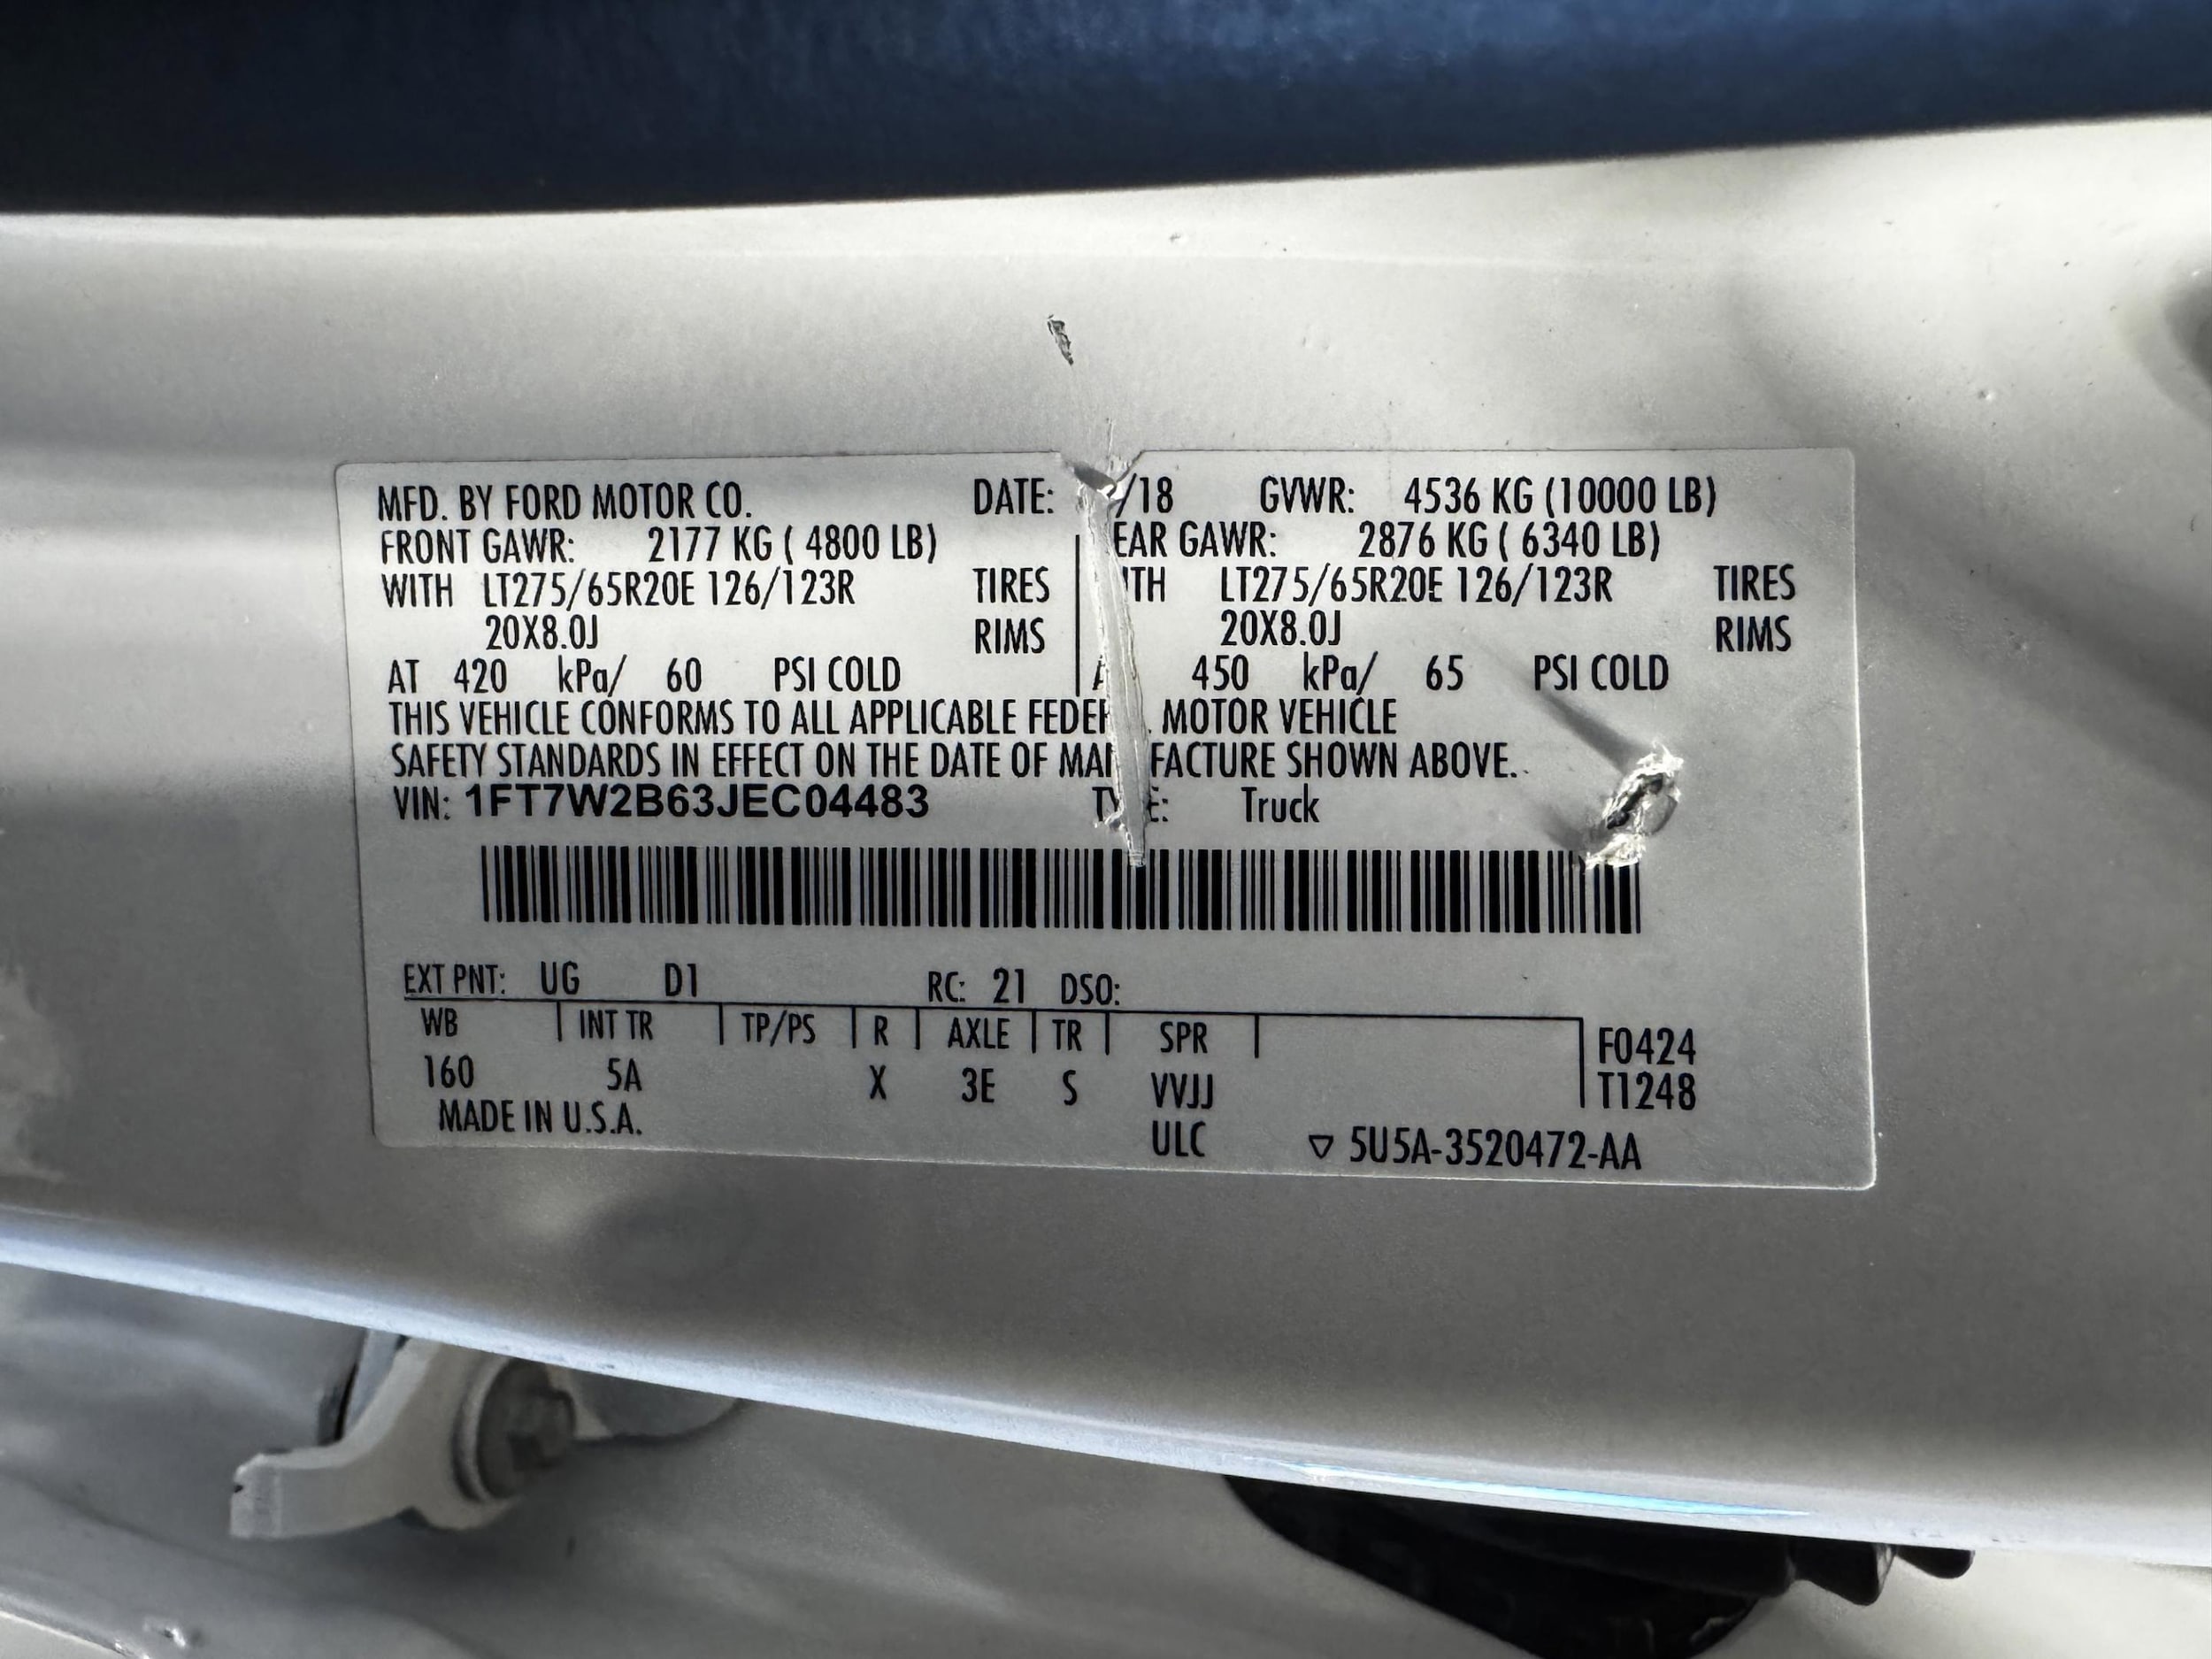 MFD. BY FORD MOTOR CO. DATE: /18 GVWR: 4536 KG (10000 LB)
FRONT GAWR: 2177 KG ( 4800 LB) EAR GAWR: 2876 KG ( 6340 LB)
WITH LT275/65R20E 126/123R TIRES ITH LT275/65R20E 126/123R TIRES
20X8.0J RIMS 20X8.0J RIMS
AT 420 kPa/ 60 PSI COLD 450 kPa/ 65 PSI COLD
THIS VEHICLE CONFORMS TO ALL APPLICABLE MOTOR VEHICLE
SAFETY STANDARDS IN EFFECT ON THE DATE OF SHOWN ABOVE.
VIN: 1FT7W2B63JEC04483 Truck
EXT PNT: UG D1 RC: 21 DSO:
WB INT TR TP/PS R AXLE TR SPR F0424
160 5A X 3E S VVJJ T1248
MADE IN U.S.A. ULC ▽ 5U5A-3520472-AA